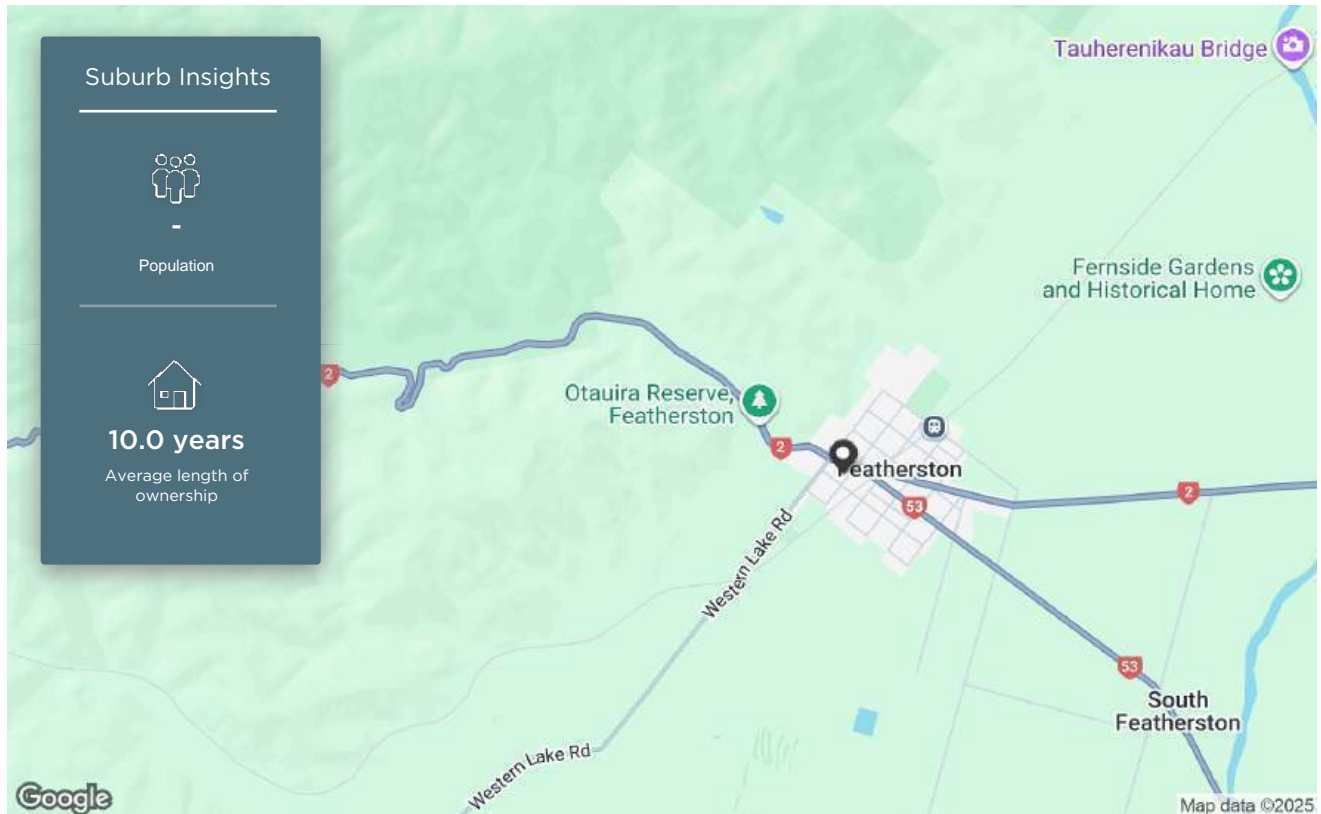 Suburb Insights
-
Population
10.0 years
Average length of
ownership
Tauherenikau Bridge
Fernside Gardens
and Historical Home
2
Otauira Reserve,
Featherston
2
Featherston
53
2
Western Lake Rd
53
South
Featherston
Western Lake Rd
Google
Map data ©2025